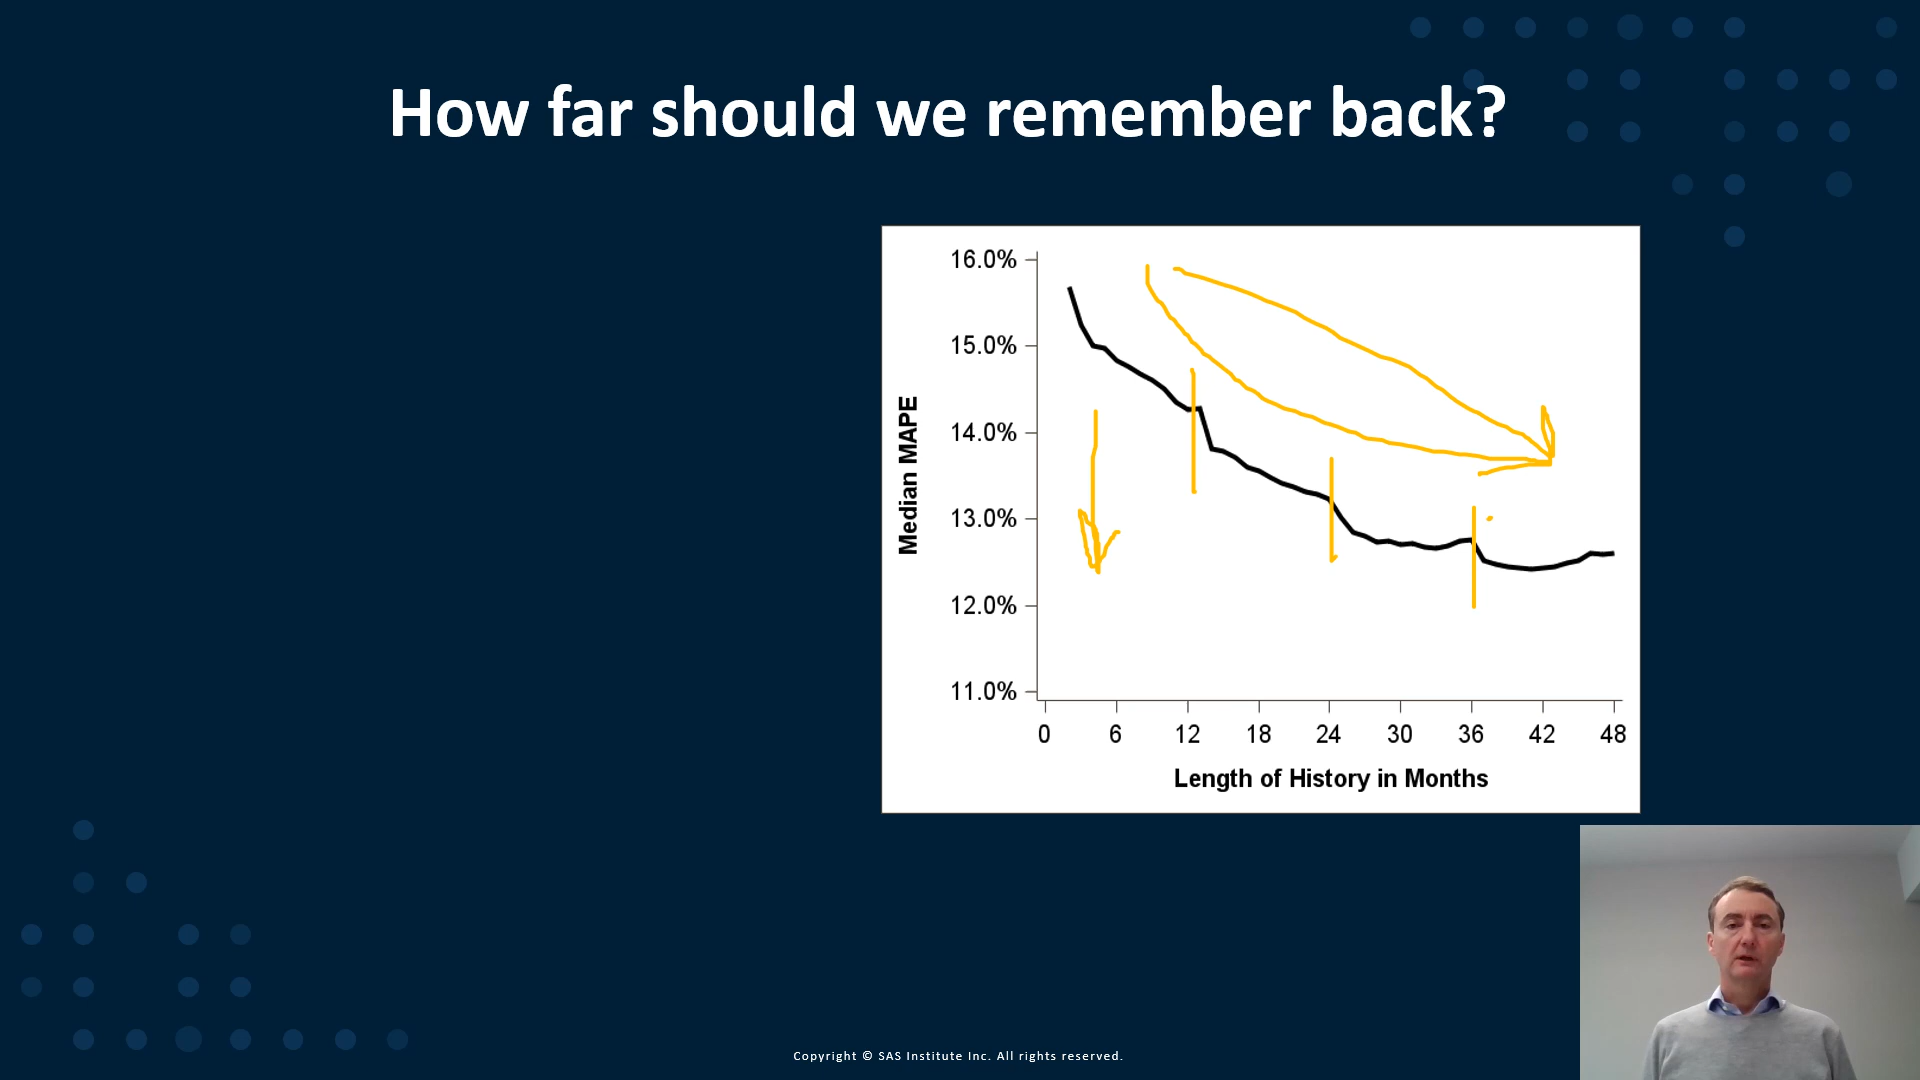 How far should we remember back?
16.0%
15.0%
14.0%
13.0%
12.0%
11.0%
Median MAPE
0 6 12 18 24 30 36 42 48
Length of History in Months
Copyright © SAS Institute Inc. All rights reserved.